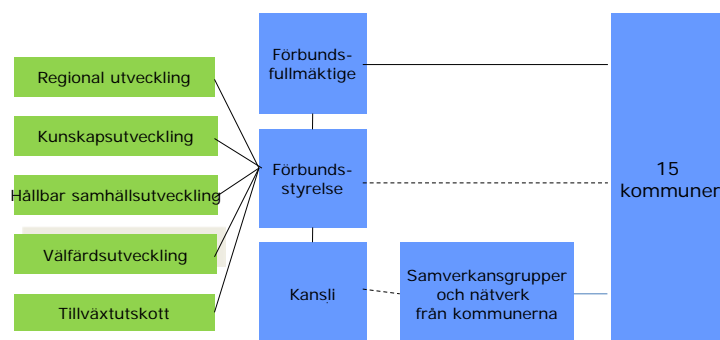 Regional utveckling
Kunskapsutveckling
Hållbar samhällsutveckling
Välfärdsutveckling
Tillväxtutskott
Förbunds-
fullmäktige
Förbunds-
styrelse
Kansli
Samverkansgrupper
och nätverk
från kommunerna
15
kommuner